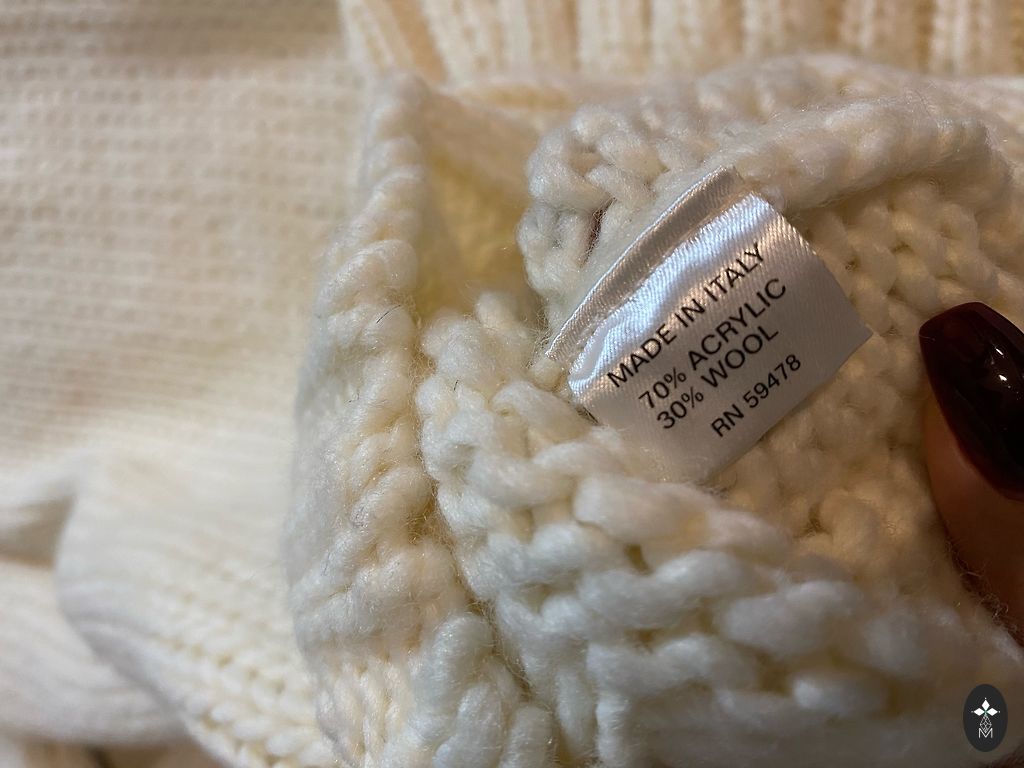 MADE IN ITALY
70% ACRYLIC
30% WOOL
RN 59478
M